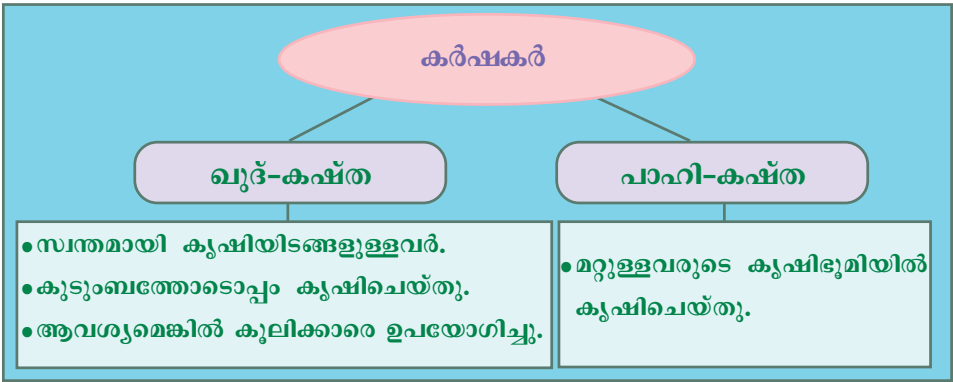 കർഷകർ
ഖുദ്-കഷ്ത
പാഹി-കഷ്ത
•സ്വന്തമായി കൃഷിയിടങ്ങളുള്ളവർ.
•കുടുംബത്തോടൊപ്പം കൃഷിചെയ്തു.
•ആവശ്യമെങ്കിൽ കൂലിക്കാരെ ഉപയോഗിച്ചു.
•മറ്റുള്ളവരുടെ കൃഷിഭൂമിയിൽ
കൃഷിചെയ്തു.